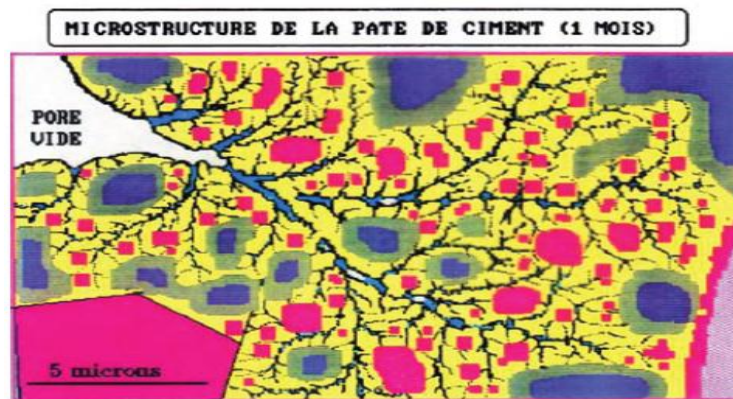 MICROSTRUCTURE DE LA PATE DE CIMENT (1 MOIS)
PORE
VIDE
5 microns